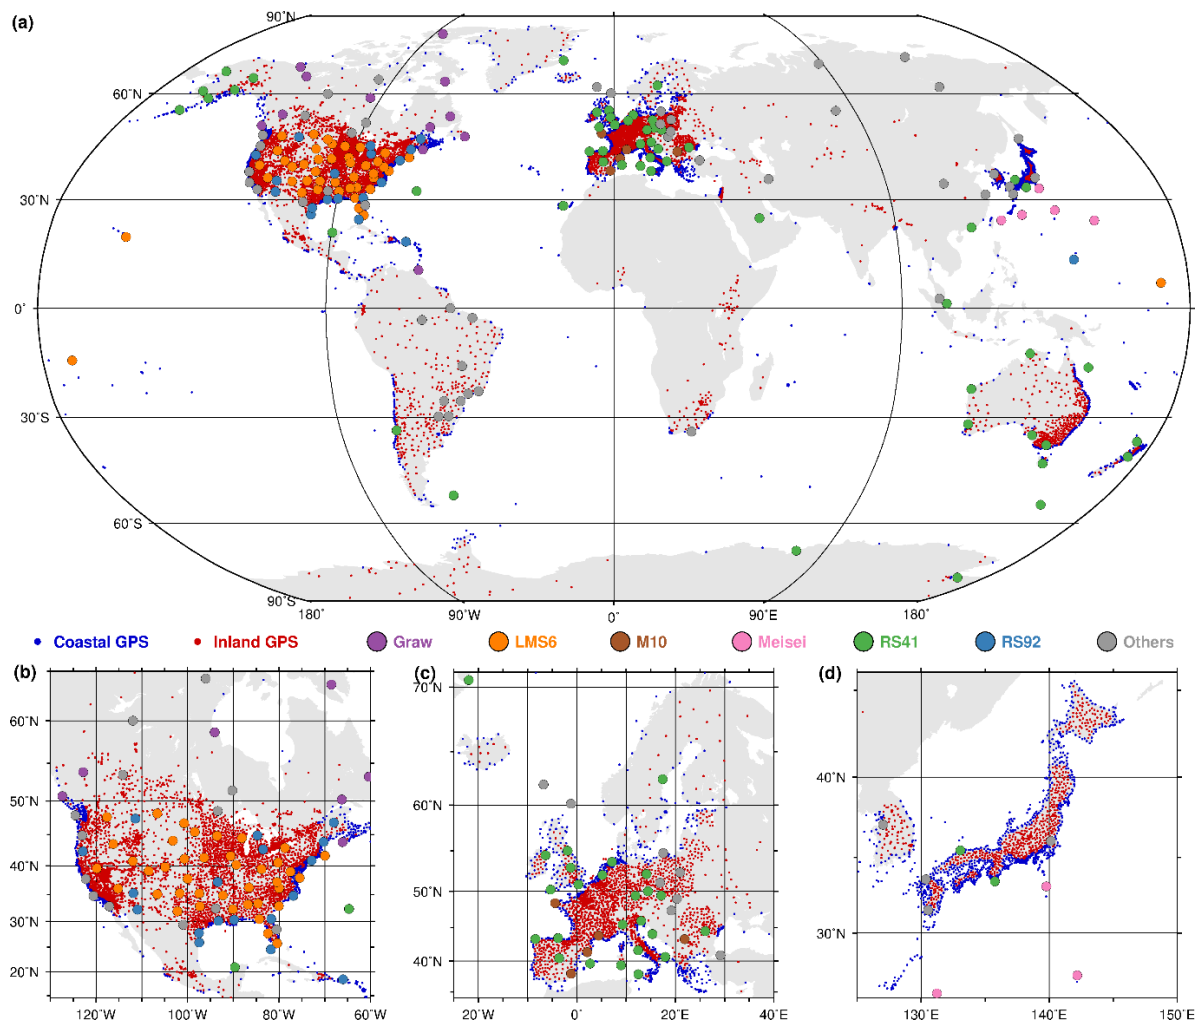 (a)
90˚N
60˚N
30˚N
0˚
30˚S
60˚S
90˚S
180˚ 90˚W 0˚ 90˚E 180˚
Coastal GPS Inland GPS Graw LMS6 M10 Meisei RS41 RS92 Others
(b)
60˚N
50˚N
40˚N
30˚N
20˚N
120˚W 100˚W 80˚W 60˚W
(c)
70˚N
60˚N
50˚N
40˚N
20˚W 0˚ 20˚E 40˚E
(d)
40˚N
30˚N
130˚E 140˚E 150˚E